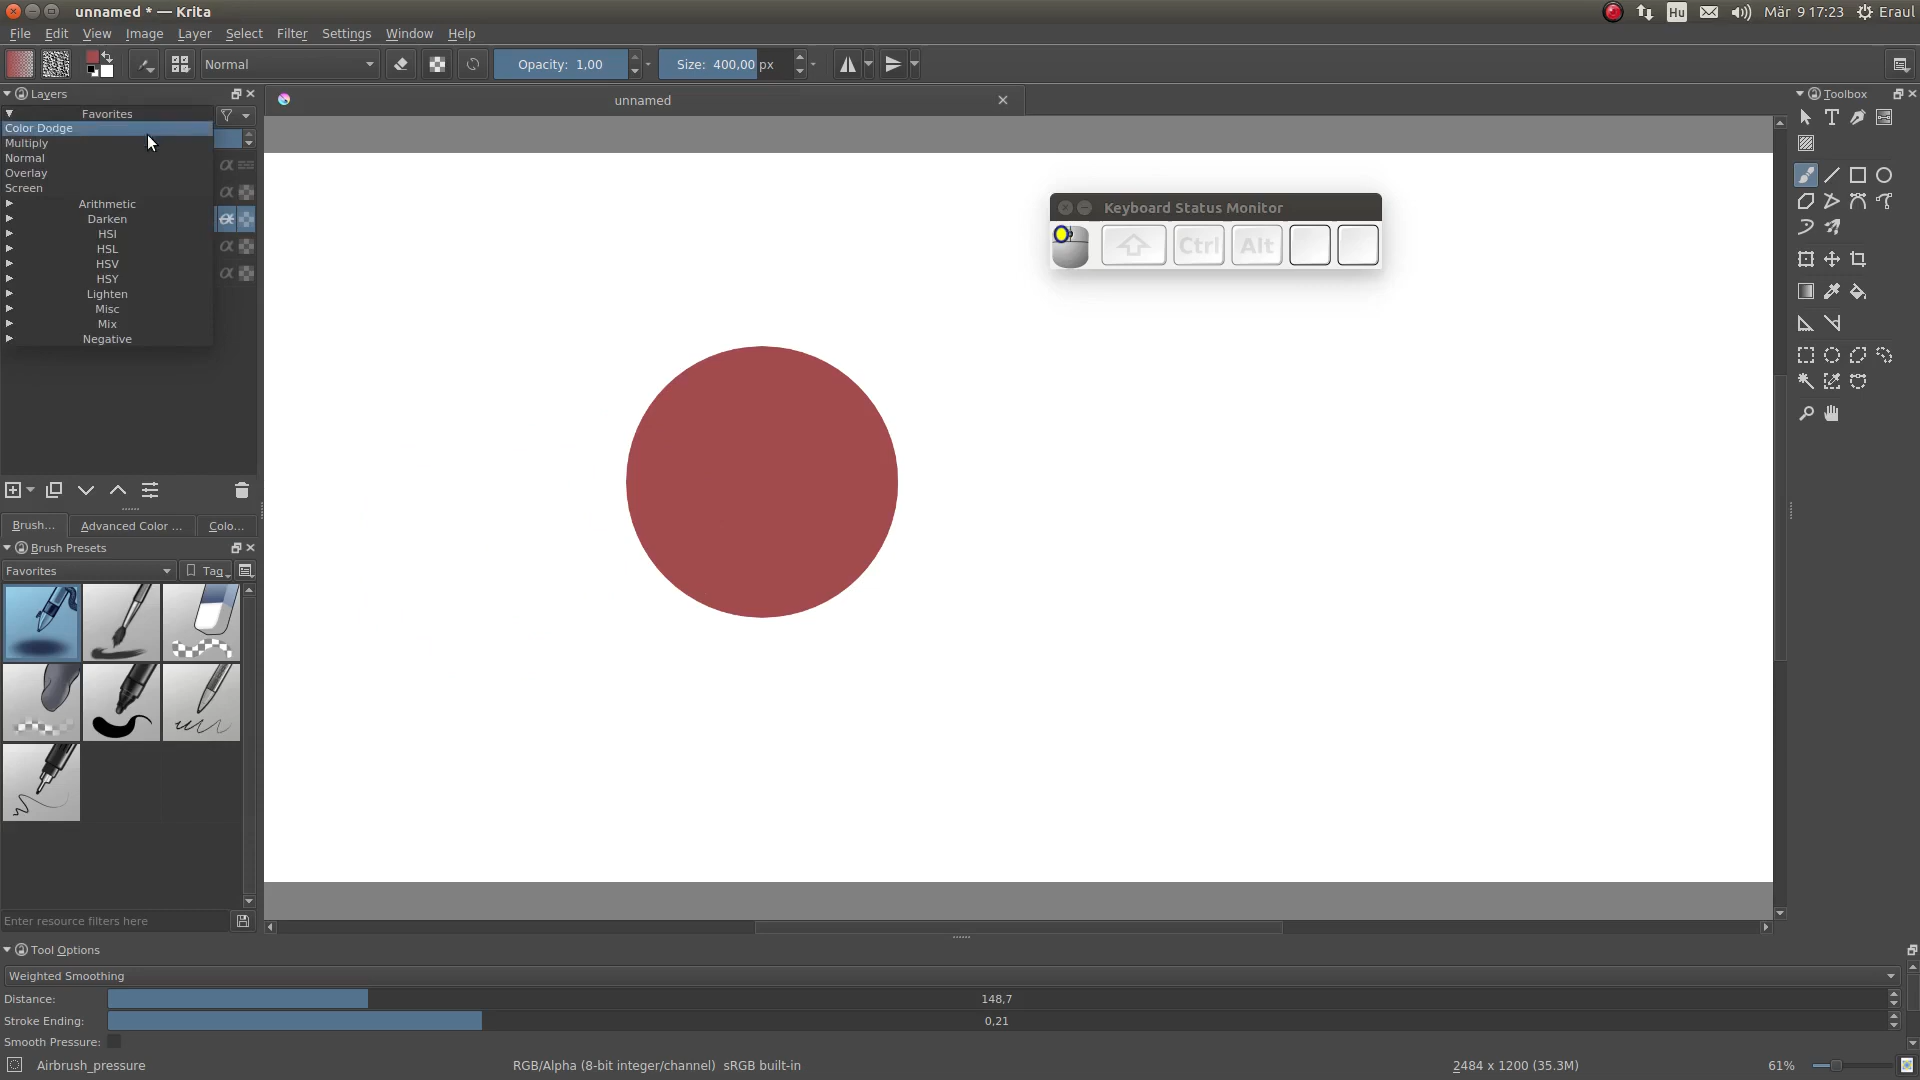 unnamed * — Krita
Hu
Mär 9 17:23
Eraul
File Edit View Image Layer Select Filter Settings Window Help
Normal
Opacity: 1,00
Size: 400,00 px
Layers
unnamed
Toolbox
Favorites
Color Dodge
Multiply
Normal
Overlay
Screen
Arithmetic
Darken
HSI
HSL
HSV
HSY
Lighten
Misc
Mix
Negative
Keyboard Status Monitor
Ctrl
Alt
Brush...
Advanced Color ...
Colo...
Brush Presets
Favorites
Tag
Enter resource filters here
Tool Options
Weighted Smoothing
Distance: 148,7
Stroke Ending: 0,21
Smooth Pressure:
Airbrush_pressure
RGB/Alpha (8-bit integer/channel) sRGB built-in
2484 x 1200 (35.3M)
61%